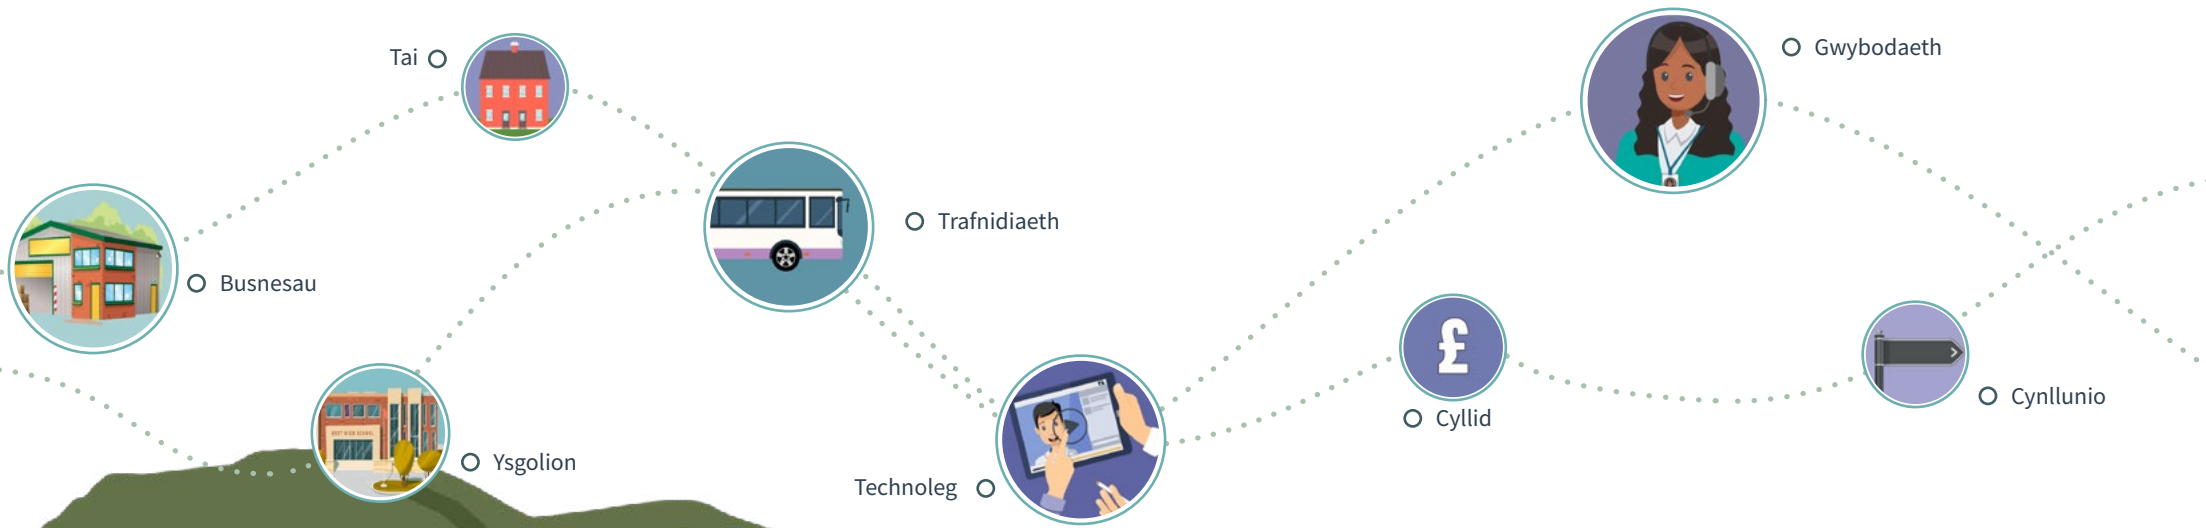 Tai
Gwybodaeth
Trafnidiaeth
Busnesau
£
Cynllunio
Cyllid
Ysgolion
Technoleg